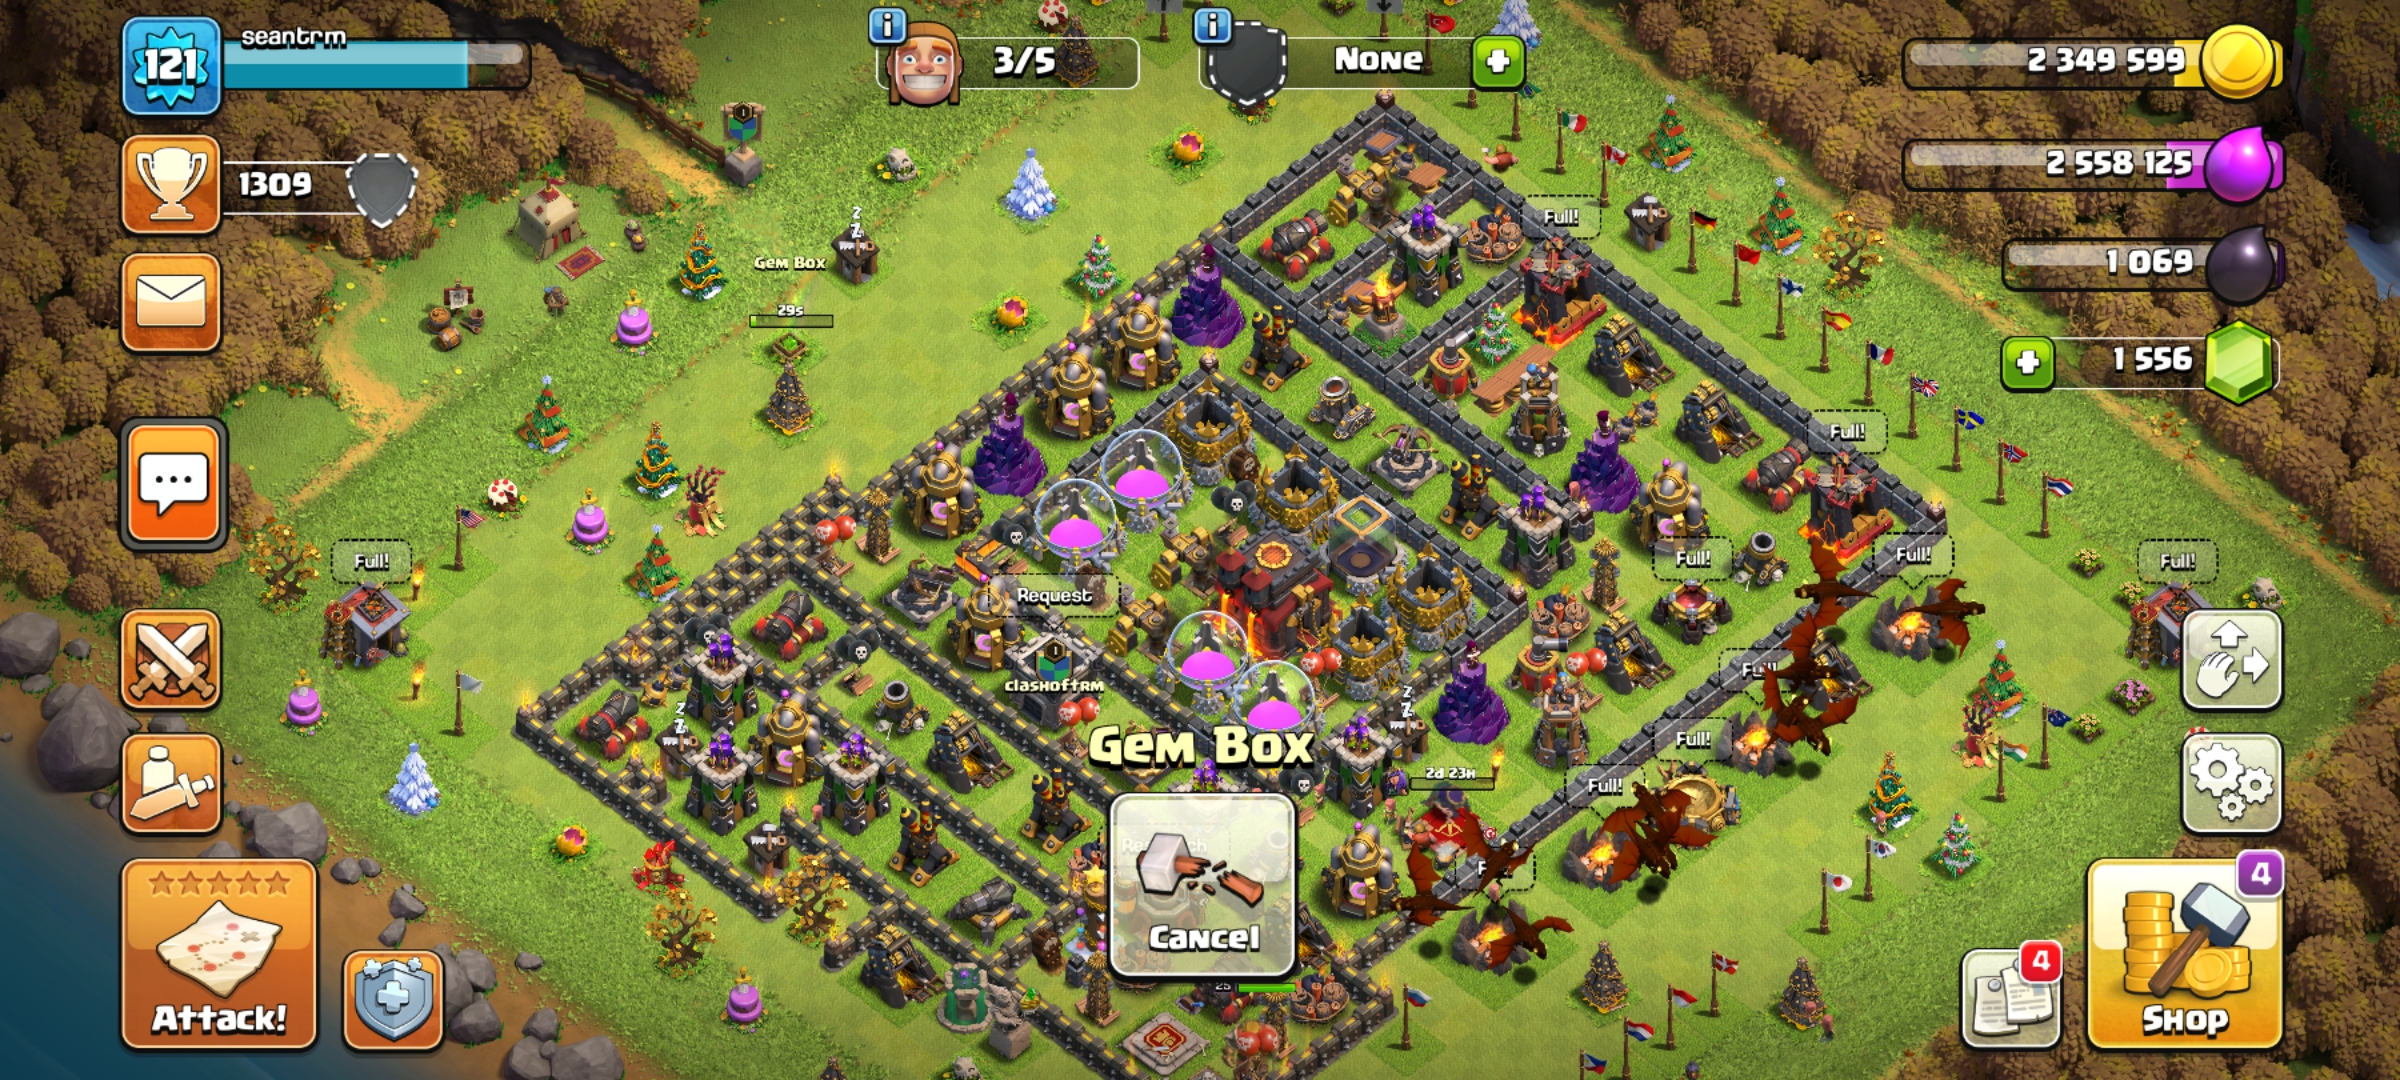 121
seantrm
3/5
None
2 349 599
1309
2 558 125
Full!
Gem Box
1 069
29s
1 556
Full!
Full!
Full!
Full!
Full!
Request
clashoftrm
Full!
Full!
Gem Box
2d 23h
Full!
Cancel
4
4
25
Attack!
Shop